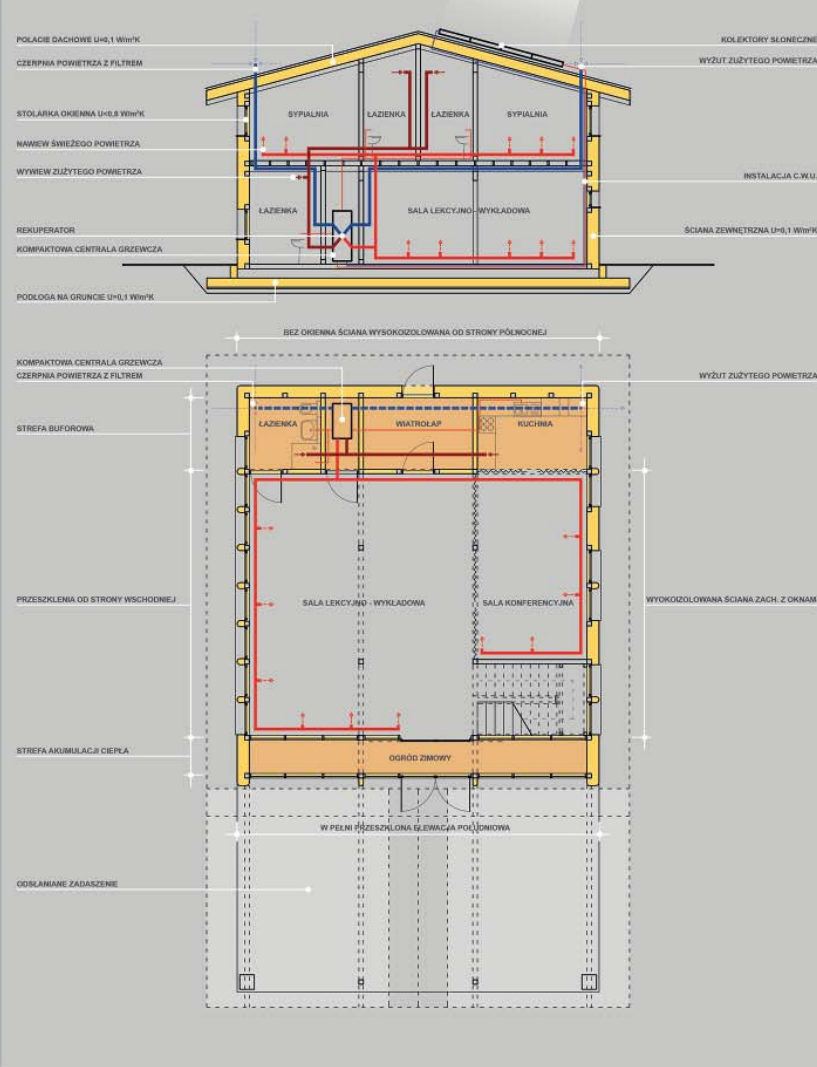 POŁACIE DACHOWE U=0,1 W/m²K
KOLEKTORY SŁONECZNE
CZERPNIA POWIETRZA Z FILTREM
WYŻUT ZUŻYTEGO POWIETRZA
STOLARKA OKIENNA U<0,8 W/m²K
SYPIALNIA
ŁAZIENKA
ŁAZIENKA
SYPIALNIA
NAWIEW ŚWIEŻEGO POWIETRZA
WYWIEW ZUŻYTEGO POWIETRZA
INSTALACJA C.W.U.
ŁAZIENKA
SALA LEKCYJNO - WYKŁADOWA
REKUPERATOR
ŚCIANA ZEWNĘTRZNA U=0,1 W/m²K
KOMPAKTOWA CENTRALA GRZEWCZA
PODŁOGA NA GRUNCIE U=0,1 W/m²K
BEZ OKIENNA ŚCIANA WYSOKOIZOLOWANA OD STRONY PÓŁNOCNEJ
KOMPAKTOWA CENTRALA GRZEWCZA
CZERPNIA POWIETRZA Z FILTREM
WYŻUT ZUŻYTEGO POWIETRZA
STREFA BUFOROWA
ŁAZIENKA
WIATROŁAP
KUCHNIA
PRZESZKLENIA OD STRONY WSCHODNIEJ
SALA LEKCYJNO - WYKŁADOWA
SALA KONFERENCYJNA
WYOKOIZOLOWANA ŚCIANA ZACH. Z OKNAM
STREFA AKUMULACJI CIEPŁA
OGRÓD ZIMOWY
W PEŁNI PRZESZKLONA ELEWACJA POŁUDNIOWA
ODSŁANIANE ZADASZENIE